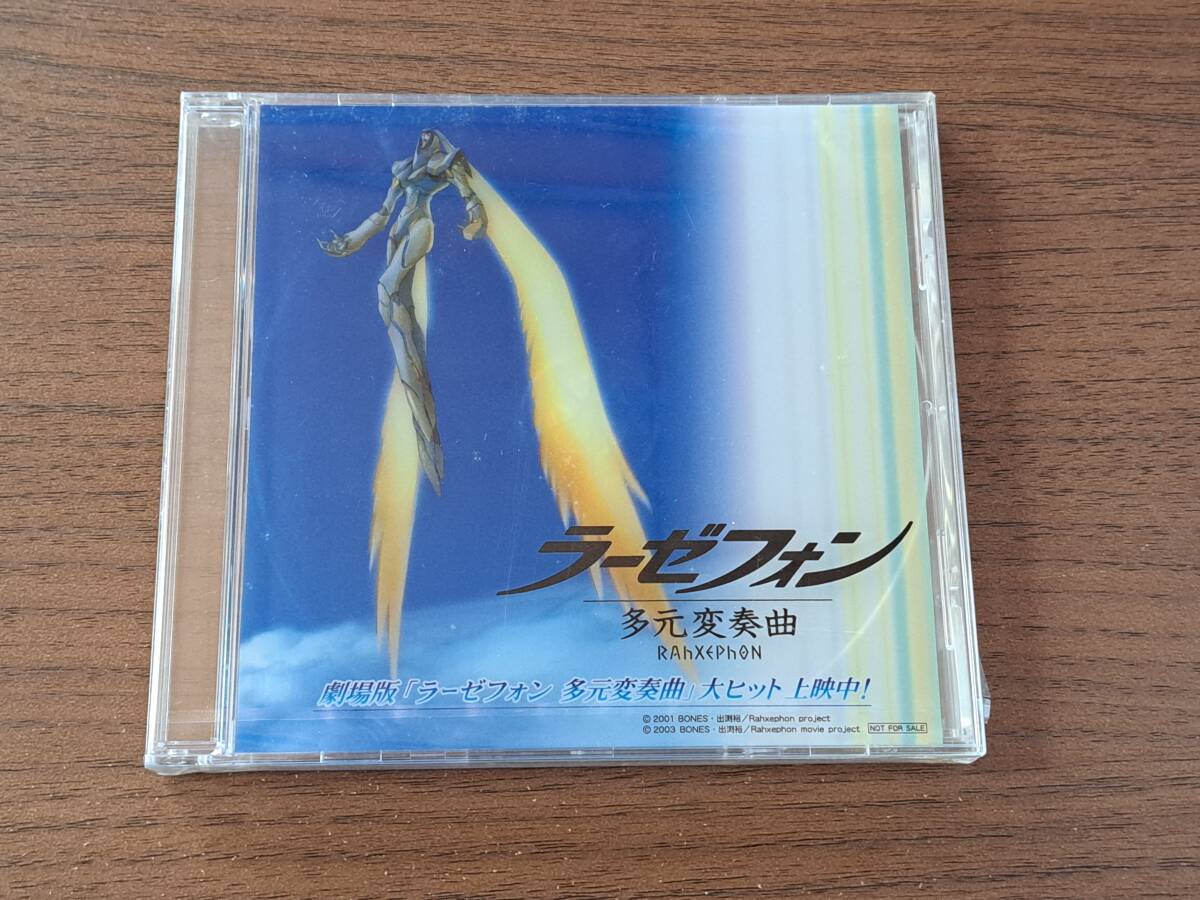 ラーゼフォン
多元変奏曲
RAhXEPhON
劇場版「ラーゼフォン 多元変奏曲」大ヒット上映中！
© 2001 BONES・出渕裕／Rahxephon project
© 2003 BONES・出渕裕／Rahxephon movie project NOT FOR SALE